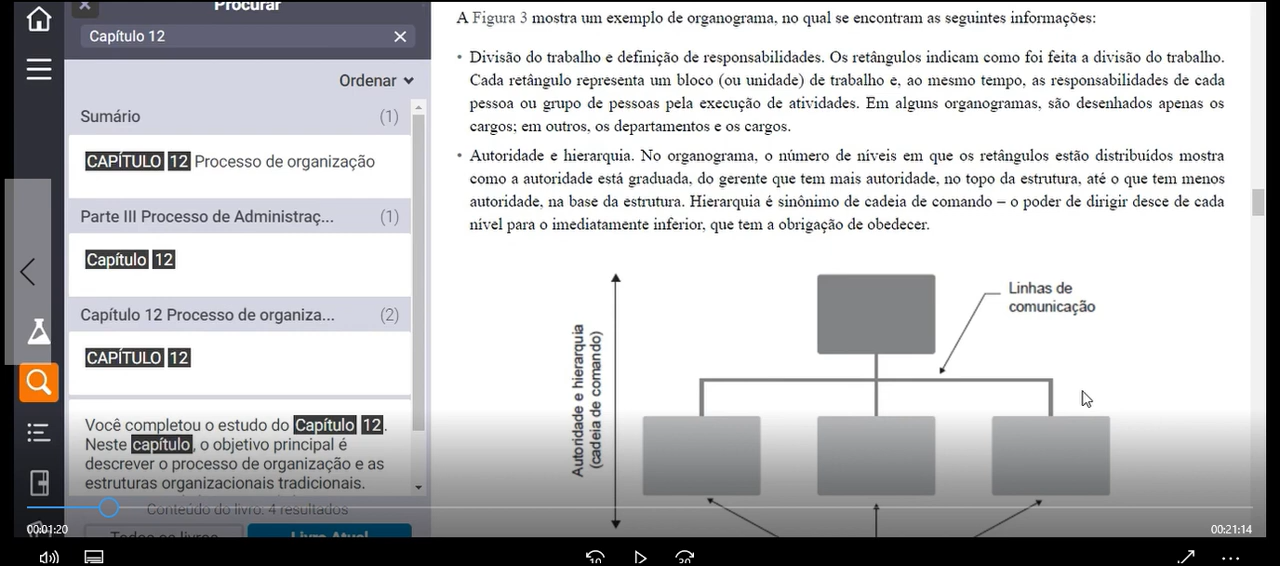 Procurar
Capítulo 12
Ordenar
Sumário (1)
CAPÍTULO 12 Processo de organização
Parte III Processo de Administraç... (1)
Capítulo 12
Capítulo 12 Processo de organiza... (2)
CAPÍTULO 12
Você completou o estudo do Capítulo 12.
Neste capítulo, o objetivo principal é
descrever o processo de organização e as
estruturas organizacionais tradicionais.
Conteúdo do livro: 4 resultados
Todos os livros Livro Atual
A Figura 3 mostra um exemplo de organograma, no qual se encontram as seguintes informações:
• Divisão do trabalho e definição de responsabilidades. Os retângulos indicam como foi feita a divisão do trabalho.
Cada retângulo representa um bloco (ou unidade) de trabalho e, ao mesmo tempo, as responsabilidades de cada
pessoa ou grupo de pessoas pela execução de atividades. Em alguns organogramas, são desenhados apenas os
cargos; em outros, os departamentos e os cargos.
• Autoridade e hierarquia. No organograma, o número de níveis em que os retângulos estão distribuídos mostra
como a autoridade está graduada, do gerente que tem mais autoridade, no topo da estrutura, até o que tem menos
autoridade, na base da estrutura. Hierarquia é sinônimo de cadeia de comando – o poder de dirigir desce de cada
nível para o imediatamente inferior, que tem a obrigação de obedecer.
Autoridade e hierarquia
(cadeia de comando)
Linhas de
comunicação
00:01:20
00:21:14
10
30